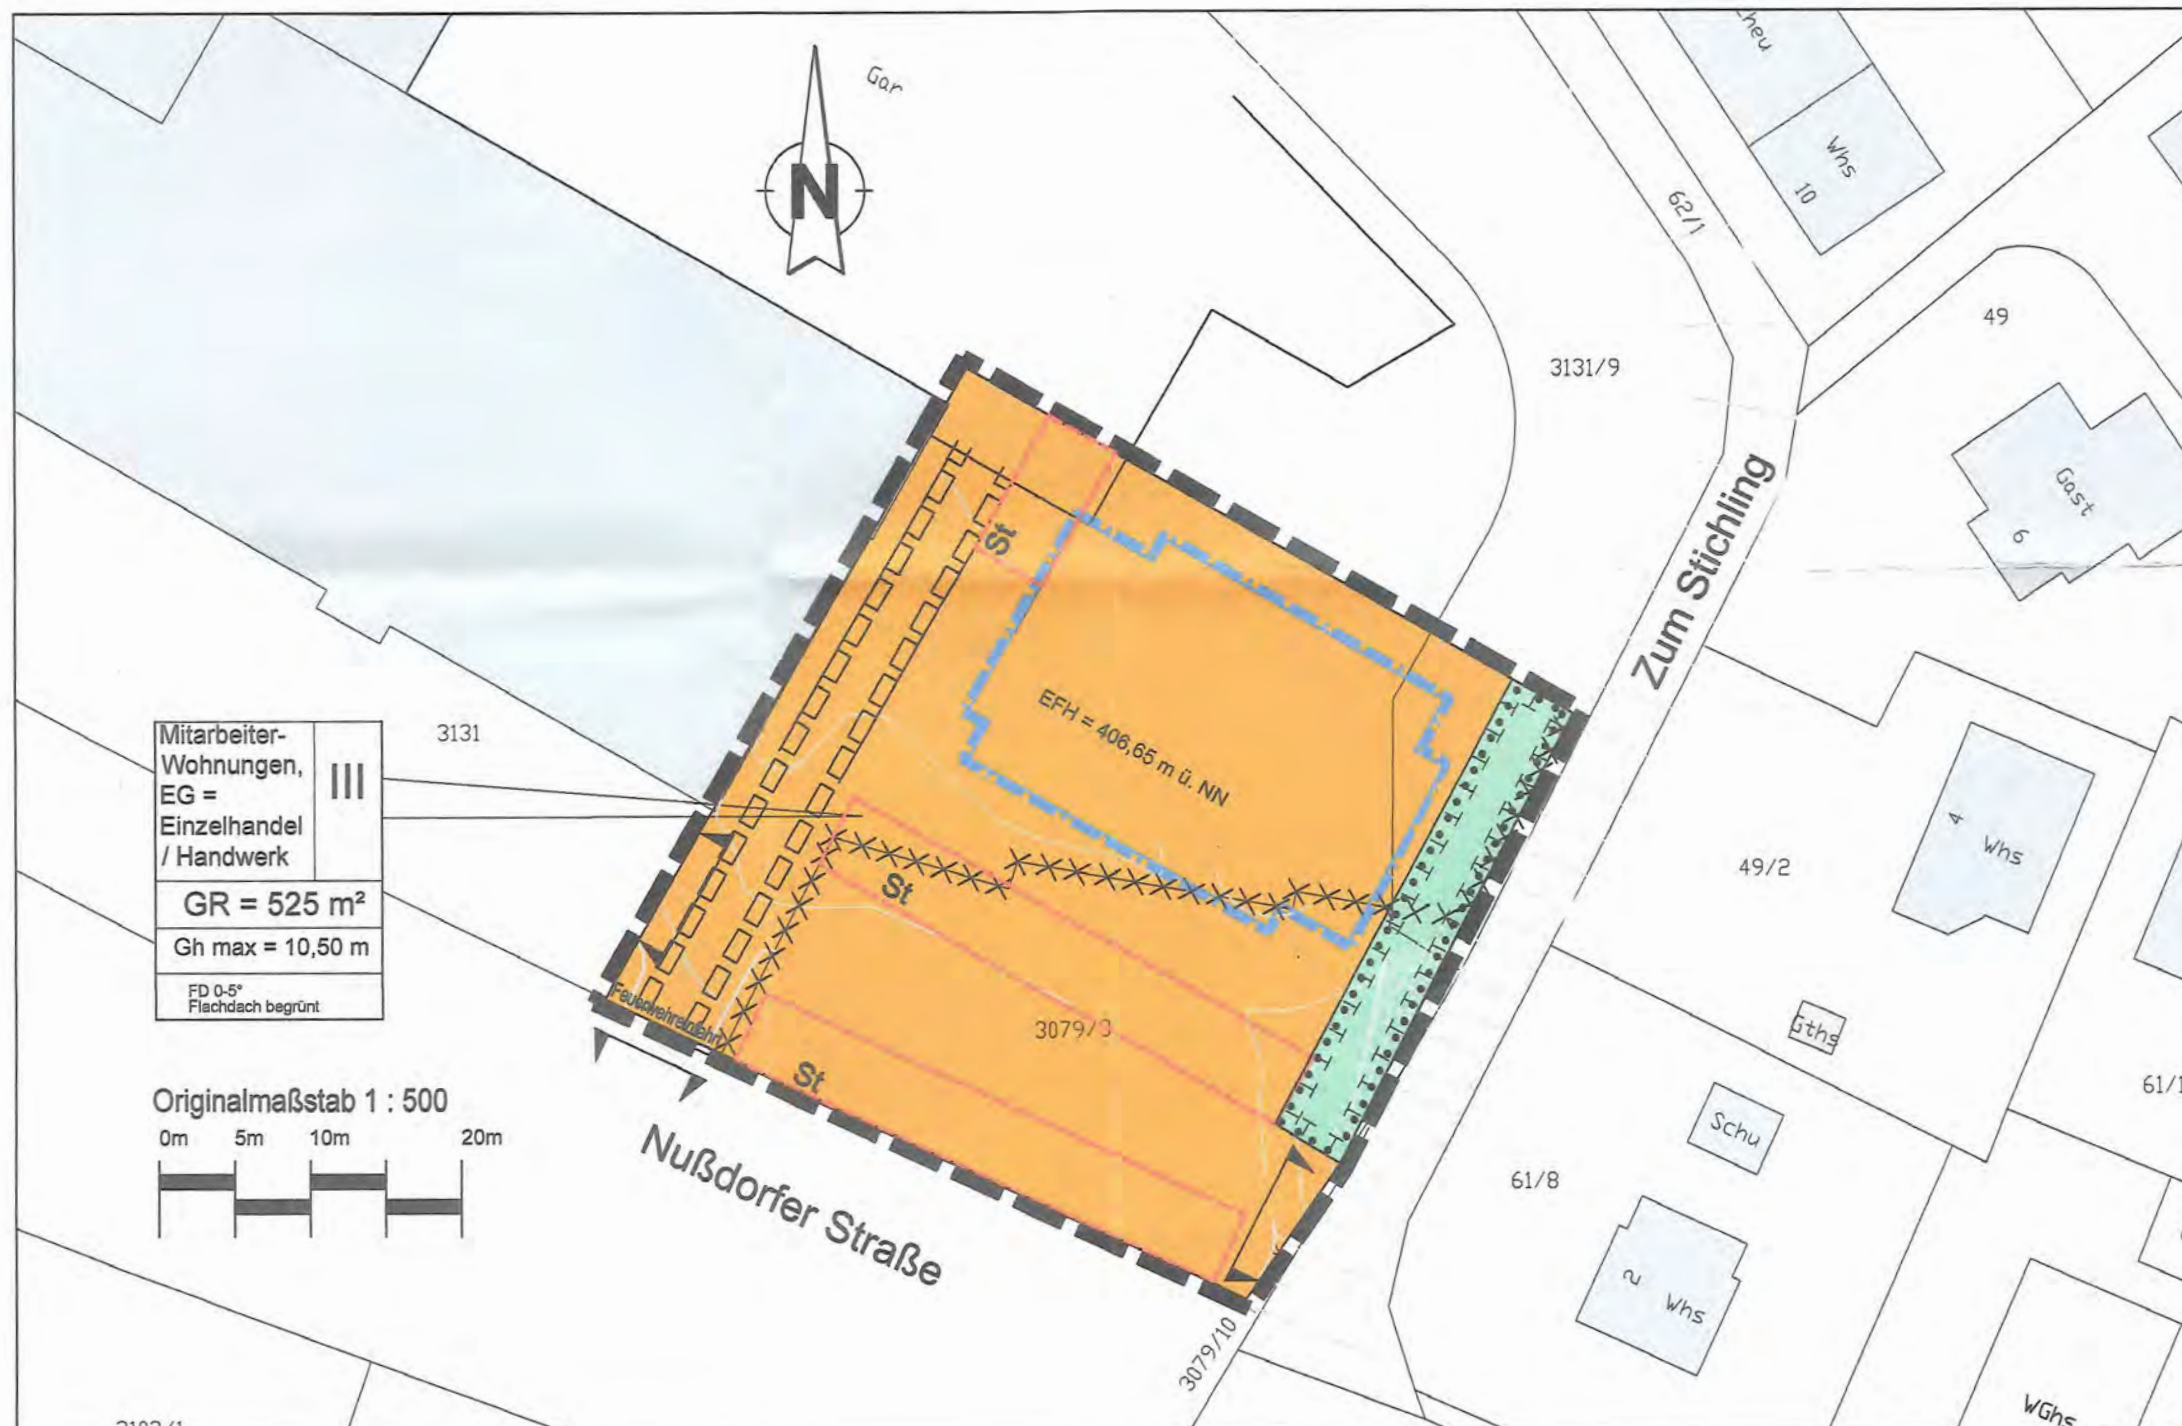 Gar
N
Whs
10
62/1
49
3131/9
Gast
6
Zum Stichling
St
EFH = 406,65 m ü. NN
Mitarbeiter-
Wohnungen,
EG =
Einzelhandel
/ Handwerk
III
GR = 525 m²
Gh max = 10,50 m
FD 0-5°
Flachdach begrünt
3131
4
Whs
49/2
St
Feuerwehreinfahrt
3079/3
St
Gths
Schu
61/8
2
Whs
Originalmaßstab 1 : 500
0m 5m 10m 20m
Nußdorfer Straße
3079/10
WGhs